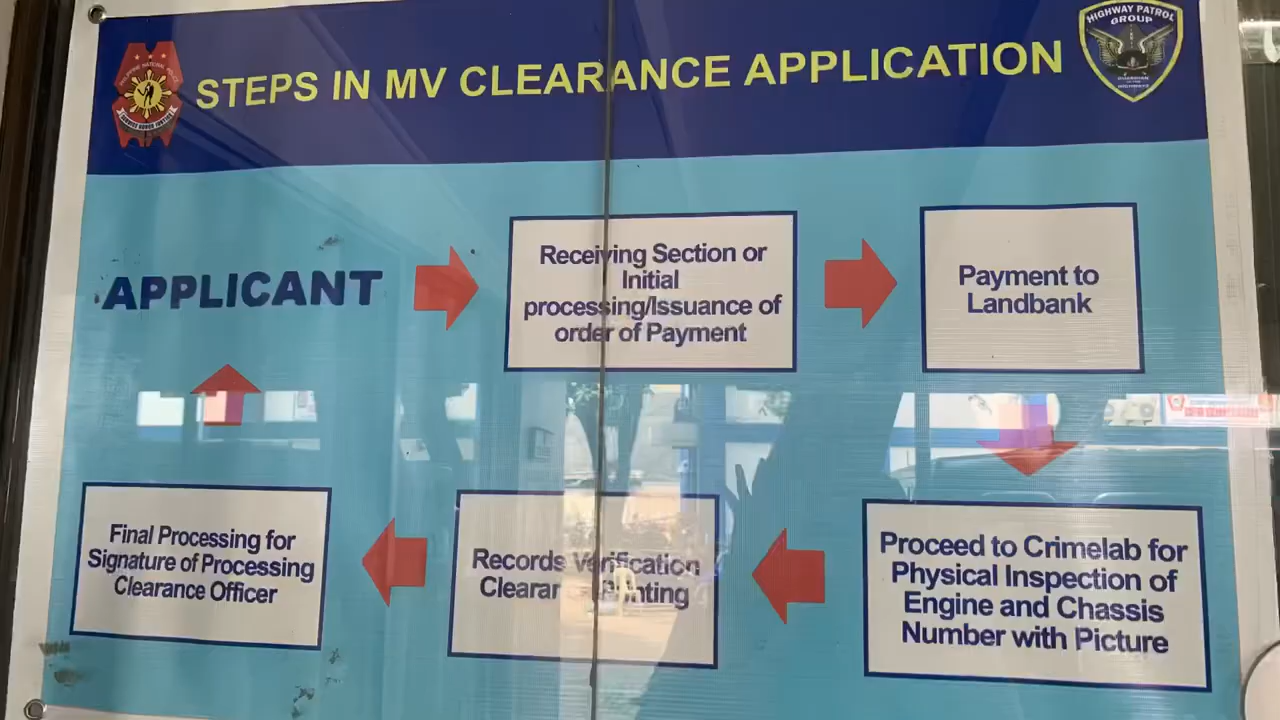 STEPS IN MV CLEARANCE APPLICATION
HIGHWAY PATROL
GROUP
APPLICANT
Receiving Section or
Initial
processing/Issuance of
order of Payment
Payment to
Landbank
Proceed to Crimelab for
Physical Inspection of
Engine and Chassis
Number with Picture
Records Verification
Final Processing for
Signature of Processing
Clearance Officer